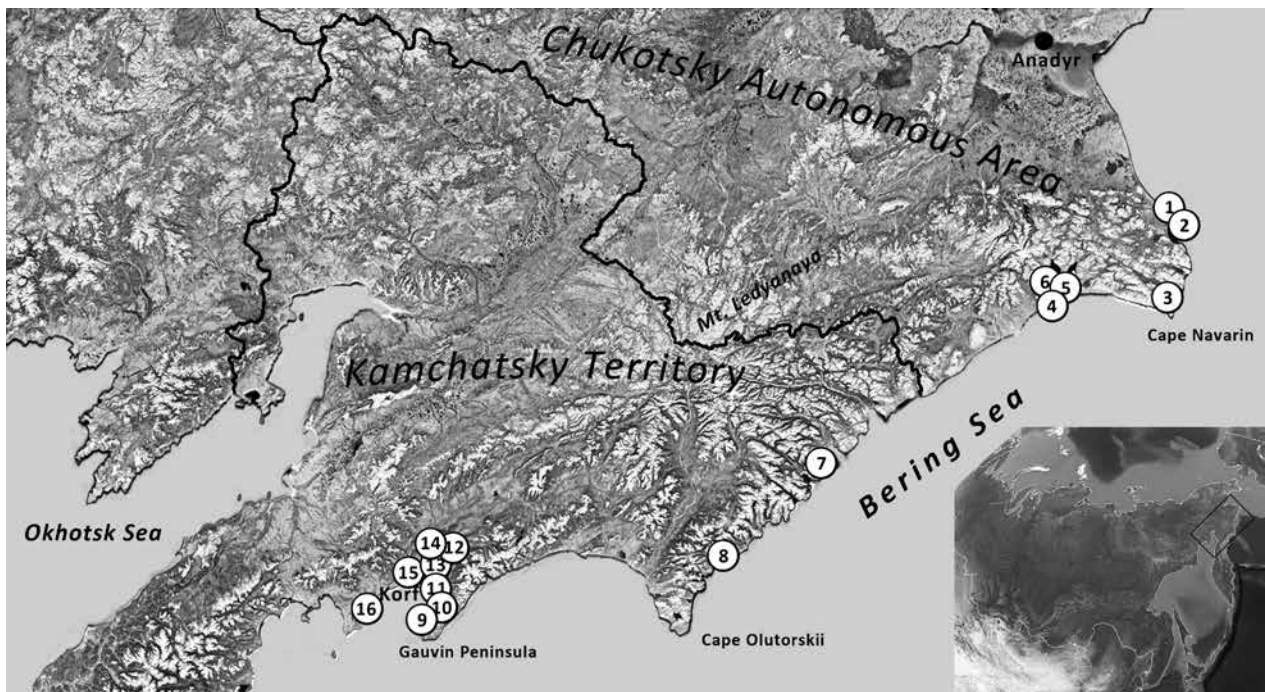 Chukotsky Autonomous Area
Anadyr
1
2
Mt. Ledyanaya
6
5
3
4
Cape Navarin
Kamchatsky Territory
Bering Sea
7
Okhotsk Sea
14
12
13
15
8
11
Korf
16
10
9
Cape Olutorskii
Gauvin Peninsula